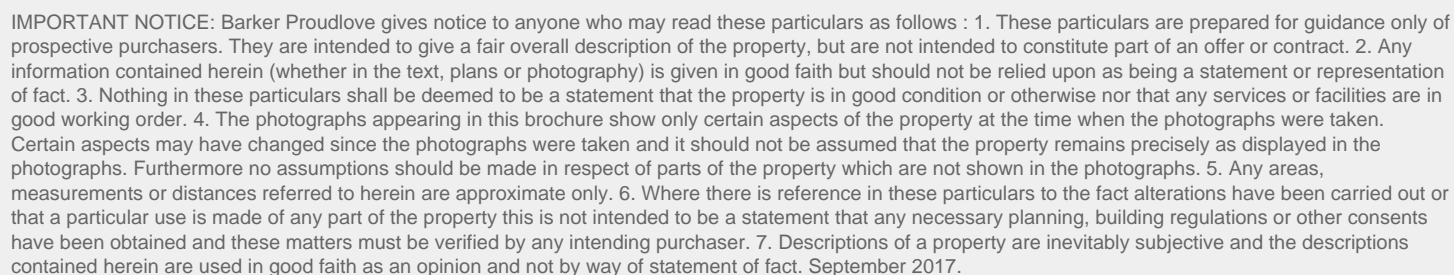 IMPORTANT NOTICE: Barker Proudlove gives notice to anyone who may read these particulars as follows : 1. These particulars are prepared for guidance only of
prospective purchasers. They are intended to give a fair overall description of the property, but are not intended to constitute part of an offer or contract. 2. Any
information contained herein (whether in the text, plans or photography) is given in good faith but should not be relied upon as being a statement or representation
of fact. 3. Nothing in these particulars shall be deemed to be a statement that the property is in good condition or otherwise nor that any services or facilities are in
good working order. 4. The photographs appearing in this brochure show only certain aspects of the property at the time when the photographs were taken.
Certain aspects may have changed since the photographs were taken and it should not be assumed that the property remains precisely as displayed in the
photographs. Furthermore no assumptions should be made in respect of parts of the property which are not shown in the photographs. 5. Any areas,
measurements or distances referred to herein are approximate only. 6. Where there is reference in these particulars to the fact alterations have been carried out or
that a particular use is made of any part of the property this is not intended to be a statement that any necessary planning, building regulations or other consents
have been obtained and these matters must be verified by any intending purchaser. 7. Descriptions of a property are inevitably subjective and the descriptions
contained herein are used in good faith as an opinion and not by way of statement of fact. September 2017.